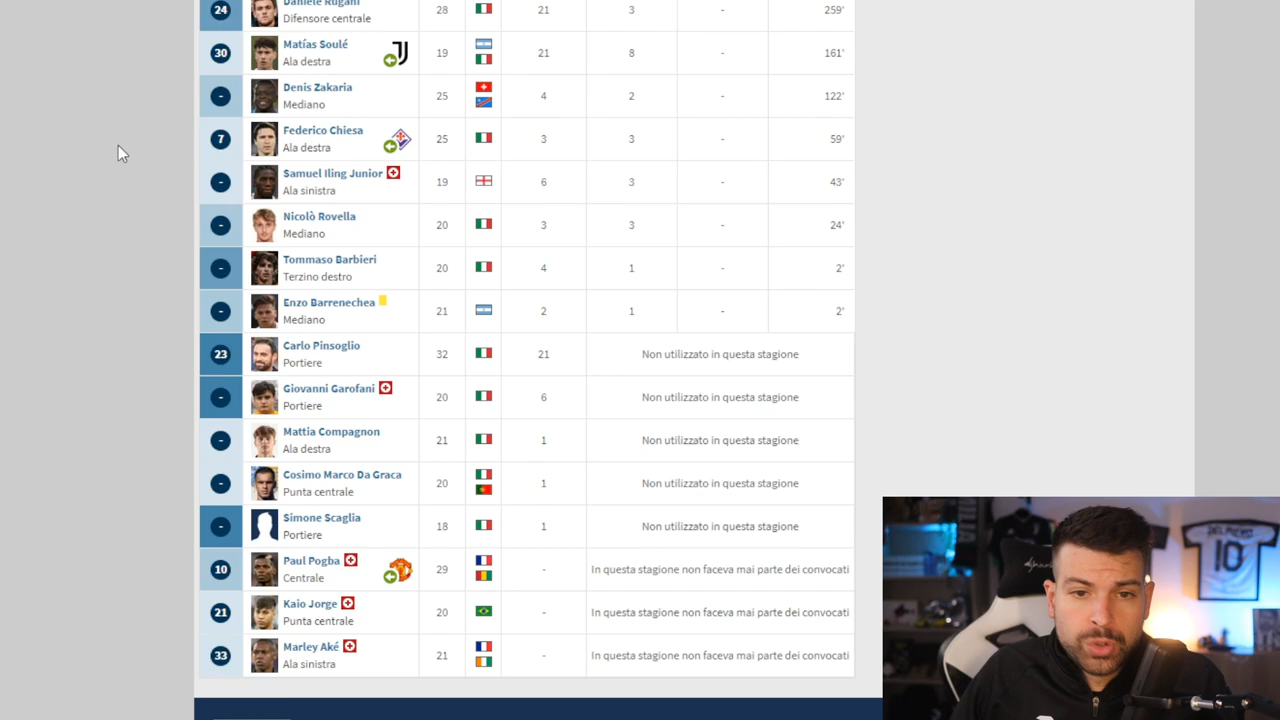 24 Daniele Rugani 28 21 3 - 259'
Difensore centrale
30 Matías Soulé 19 21 8 - 161'
Ala destra
- Denis Zakaria 25 4 2 - 122'
Mediano
7 Federico Chiesa 25 3 3 - 59'
Ala destra
- Samuel Iling Junior 19 6 3 - 43'
Ala sinistra
- Nicolò Rovella 20 3 3 - 24'
Mediano
- Tommaso Barbieri 20 4 1 - 2'
Terzino destro
- Enzo Barrenechea 21 2 1 - 2'
Mediano
23 Carlo Pinsoglio 32 21 Non utilizzato in questa stagione
Portiere
- Giovanni Garofani 20 6 Non utilizzato in questa stagione
Portiere
- Mattia Compagnon 21 1 Non utilizzato in questa stagione
Ala destra
- Cosimo Marco Da Graca 20 1 Non utilizzato in questa stagione
Punta centrale
- Simone Scaglia 18 1 Non utilizzato in questa stagione
Portiere
10 Paul Pogba 29 - In questa stagione non faceva mai parte dei convocati
Centrale
21 Kaio Jorge 20 - In questa stagione non faceva mai parte dei convocati
Punta centrale
33 Marley Aké 21 - In questa stagione non faceva mai parte dei convocati
Ala sinistra
10